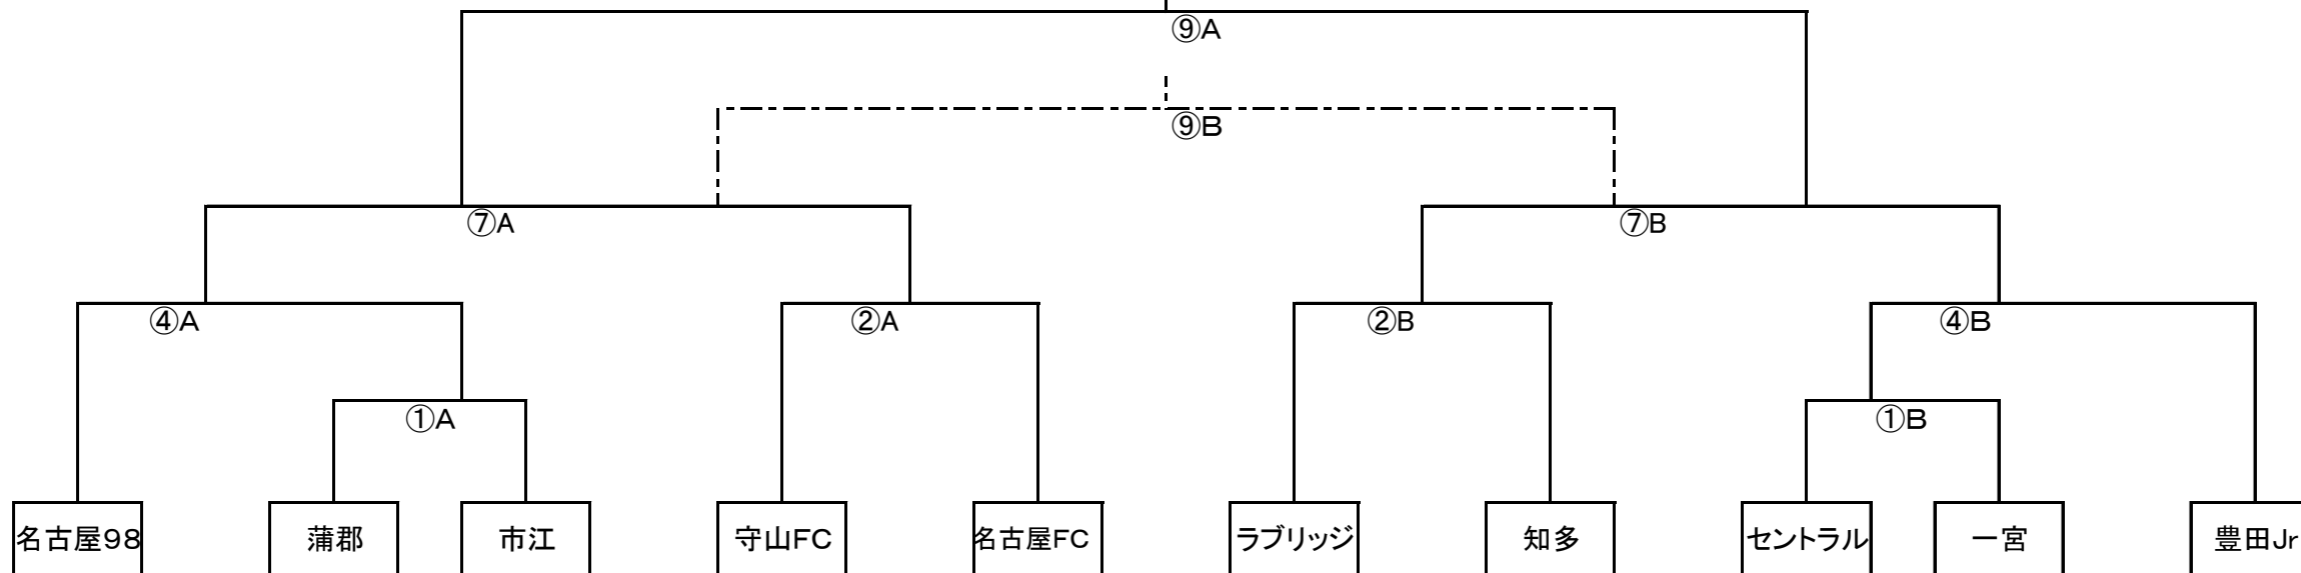 ⑨A
⑨B
⑦A
⑦B
④A
②A
②B
④B
①A
①B
名古屋98
蒲郡
市江
守山FC
名古屋FC
ラブリッジ
知多
セントラル
一宮
豊田Jr